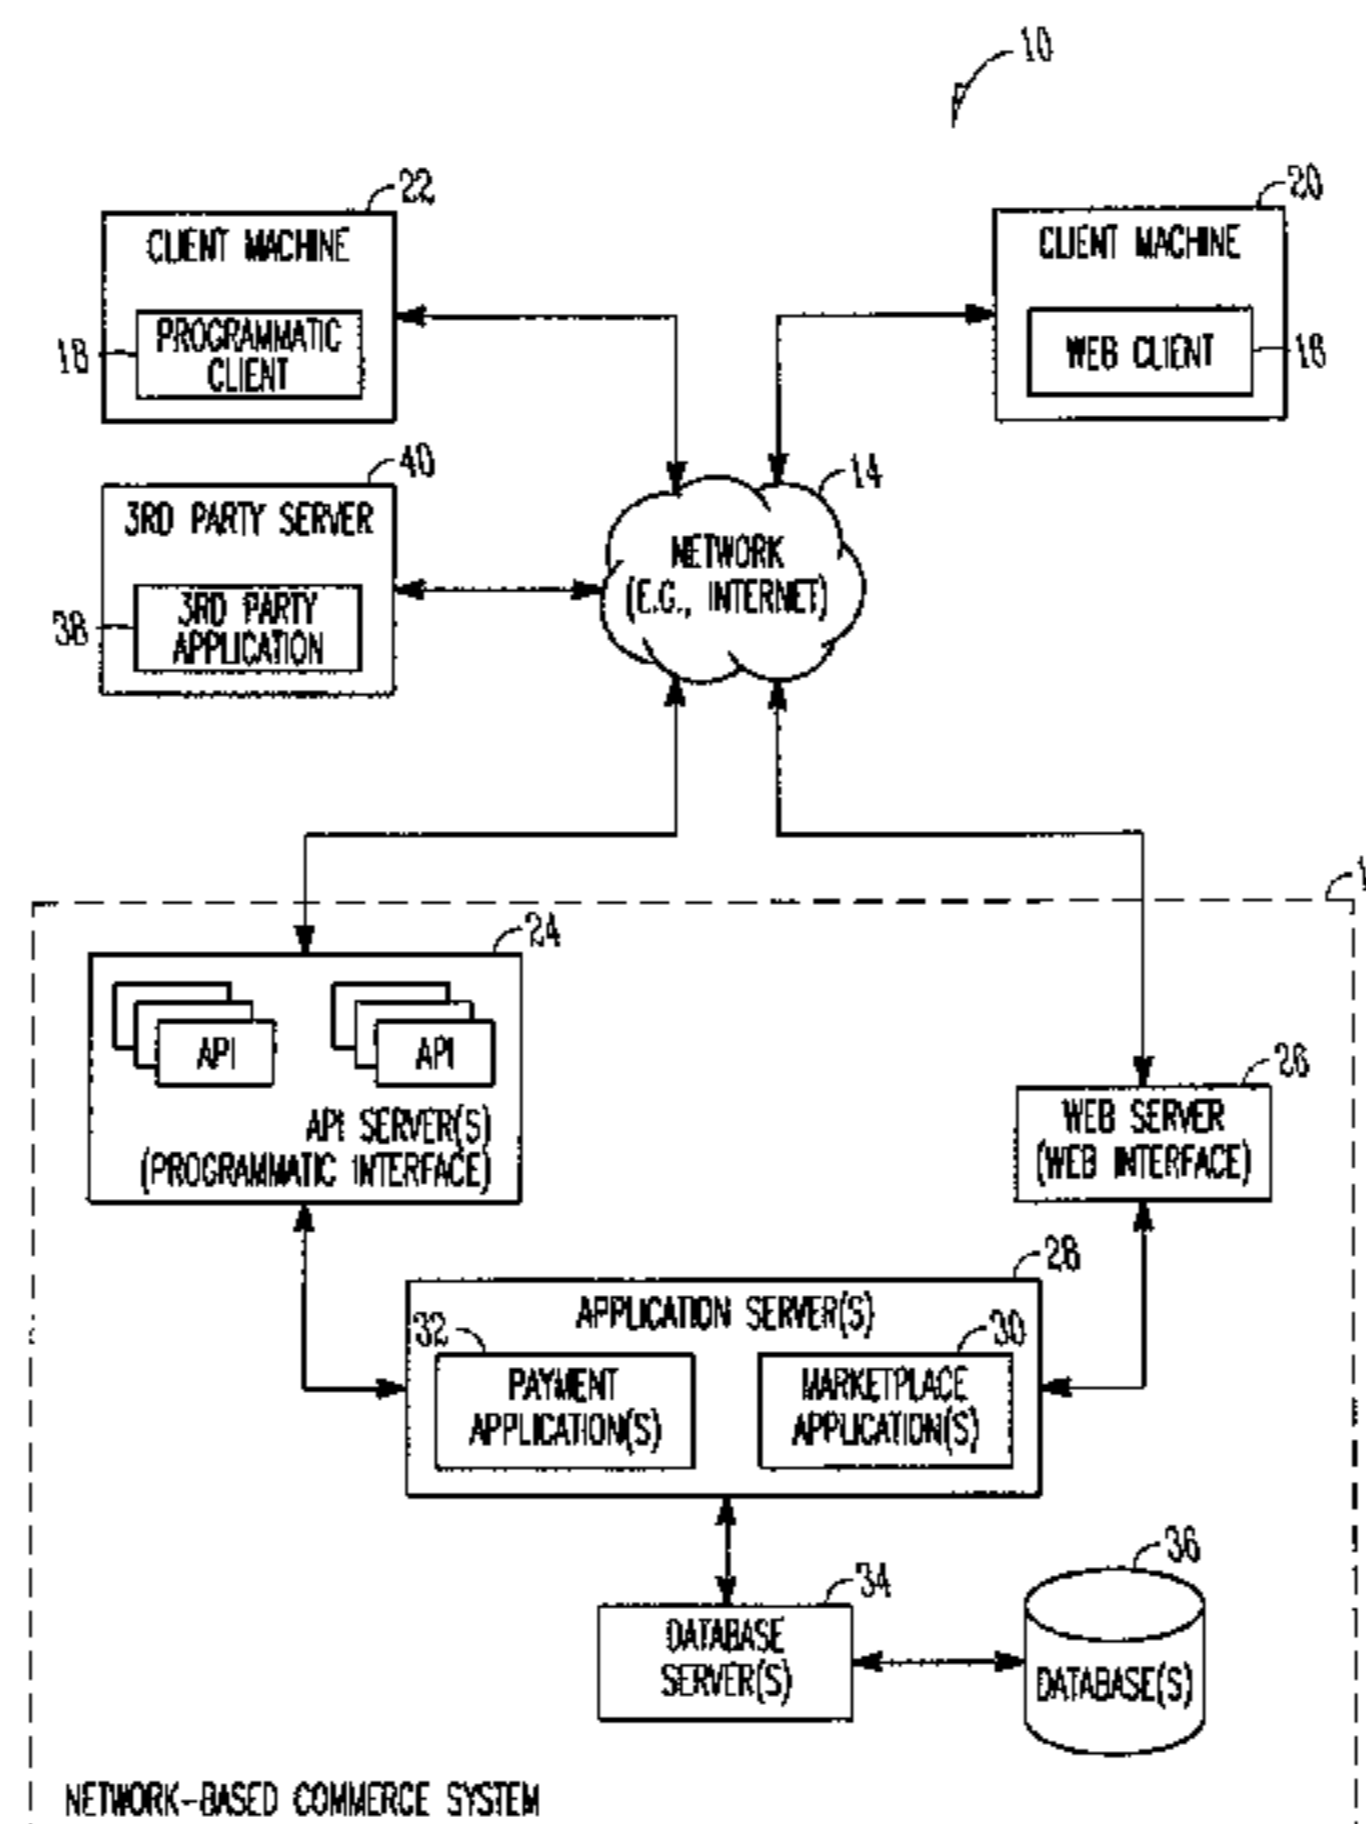 10
22
20
CLIENT MACHINE
CLIENT MACHINE
18
PROGRAMMATIC
CLIENT
WEB CLIENT
40
14
3RD PARTY SERVER
NETWORK
(E.G., INTERNET)
38
3RD PARTY
APPLICATION
24
API
API
API SERVER(S)
(PROGRAMMATIC INTERFACE)
26
WEB SERVER
(WEB INTERFACE)
28
APPLICATION SERVER(S)
32
30
PAYMENT
APPLICATION(S)
MARKETPLACE
APPLICATION(S)
36
34
DATABASE
SERVER(S)
DATABASE(S)
NETWORK-BASED COMMERCE SYSTEM